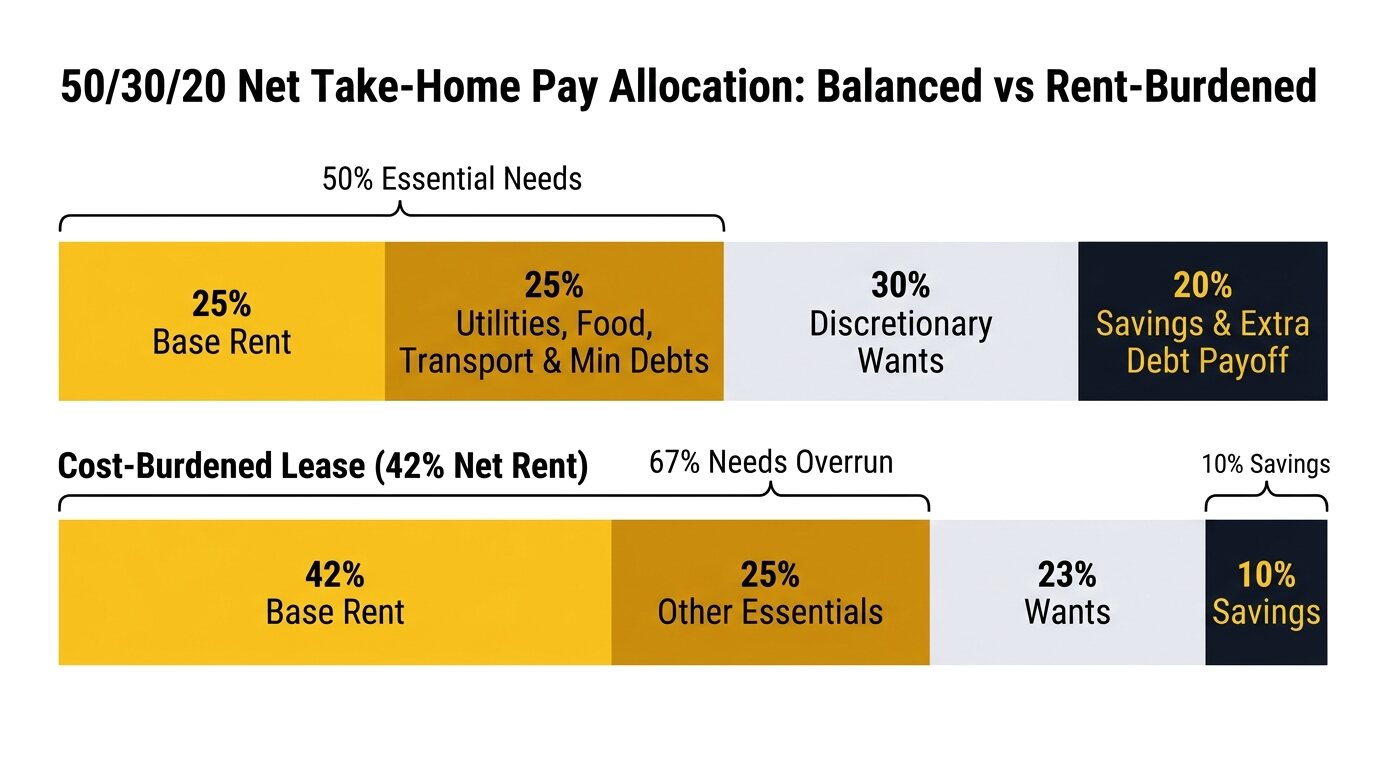 50/30/20 Net Take-Home Pay Allocation: Balanced vs Rent-Burdened
50% Essential Needs
25%
Base Rent
25%
Utilities, Food,
Transport & Min Debts
30%
Discretionary
Wants
20%
Savings & Extra
Debt Payoff
Cost-Burdened Lease (42% Net Rent)
67% Needs Overrun
10% Savings
42%
Base Rent
25%
Other Essentials
23%
Wants
10%
Savings